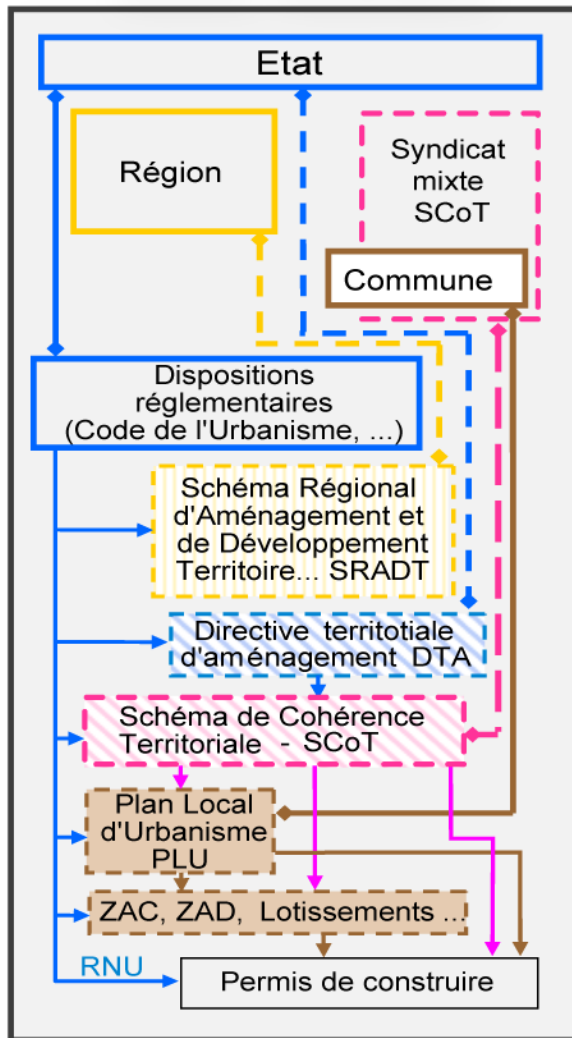 Etat
Région
Syndicat
mixte
SCoT
Commune
Dispositions
réglementaires
(Code de l'Urbanisme, ...)
Schéma Régional
d'Aménagement et
de Développement
Territoire... SRADT
Directive territotiale
d'aménagement DTA
Schéma de Cohérence
Territoriale - SCoT
Plan Local
d'Urbanisme
PLU
ZAC, ZAD, Lotissements ...
RNU
Permis de construire